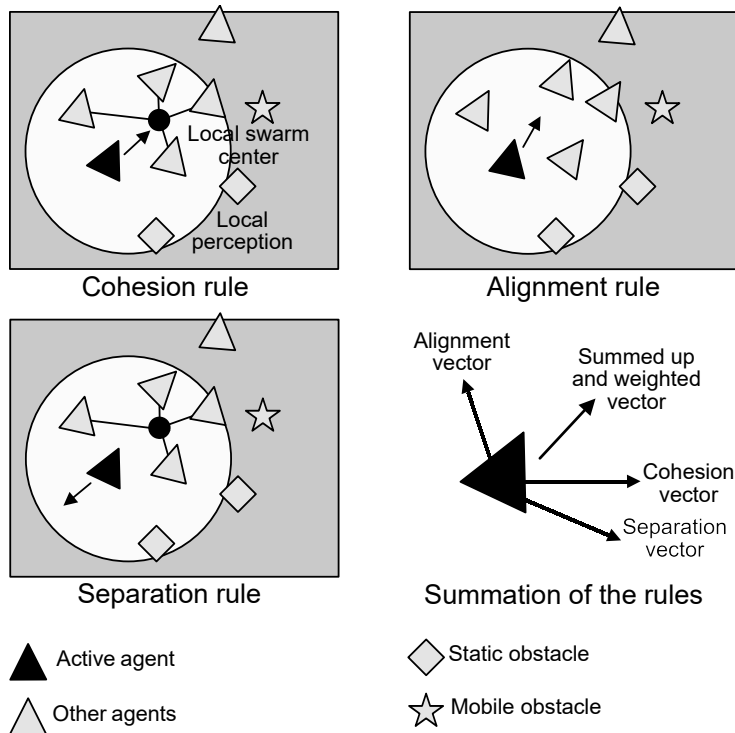 Local swarm
center
Local
perception
Cohesion rule
Alignment rule
Separation rule
Alignment
vector
Summed up
and weighted
vector
Cohesion
vector
Separation
vector
Summation of the rules
Active agent
Other agents
Static obstacle
Mobile obstacle